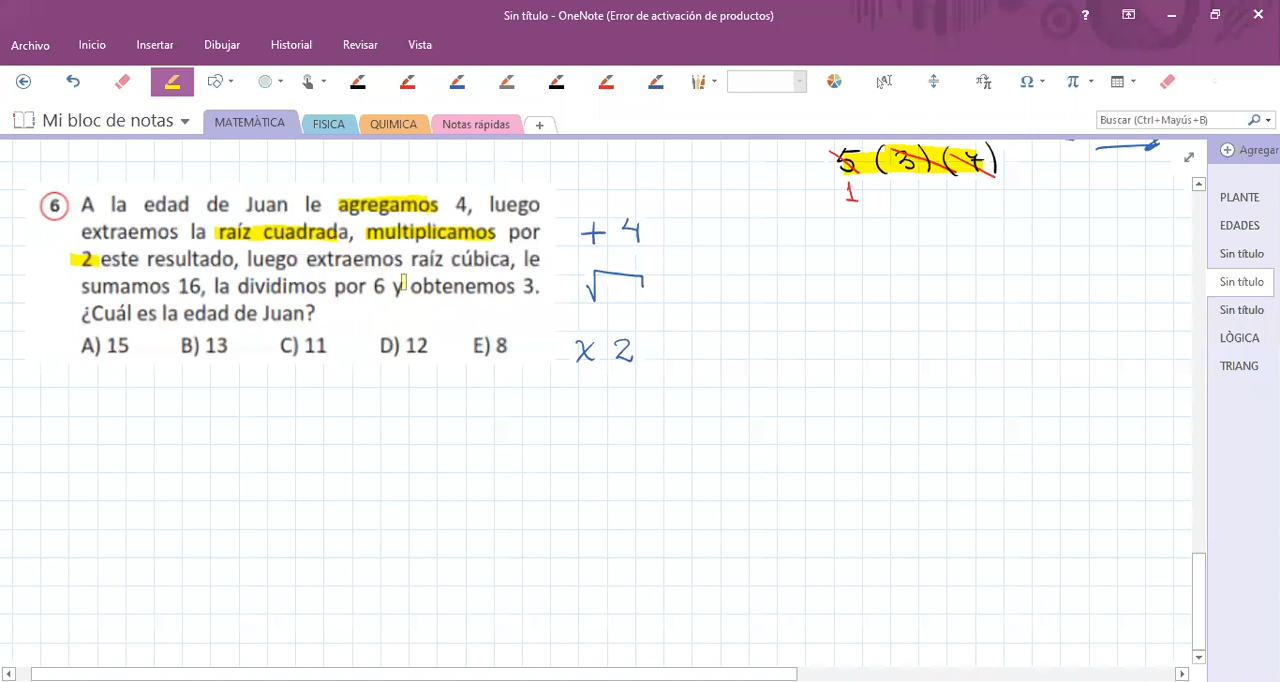 Sin título - OneNote (Error de activación de productos)
Archivo Inicio Insertar Dibujar Historial Revisar Vista
Mi bloc de notas MATEMÀTICA FISICA QUIMICA Notas rápidas
Buscar (Ctrl+Mayús+B)
Agregar
5 (3) (7)
1
6 A la edad de Juan le agregamos 4, luego
extraemos la raíz cuadrada, multiplicamos por
2 este resultado, luego extraemos raíz cúbica, le
sumamos 16, la dividimos por 6 y obtenemos 3.
¿Cuál es la edad de Juan?
A) 15 B) 13 C) 11 D) 12 E) 8
+ 4
√
x 2
PLANTE
EDADES
Sin título
Sin título
Sin título
LÒGICA
TRIANG